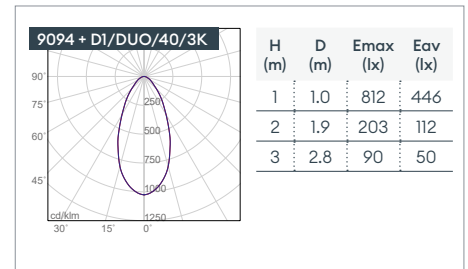 9094 + D1/DUO/40/3K
90°
75°
60°
45°
30° 15° 0°
250
500
750
1000
1250
cd/klm
H D Emax Eav
(m) (m) (lx) (lx)
1 1.0 812 446
2 1.9 203 112
3 2.8 90 50